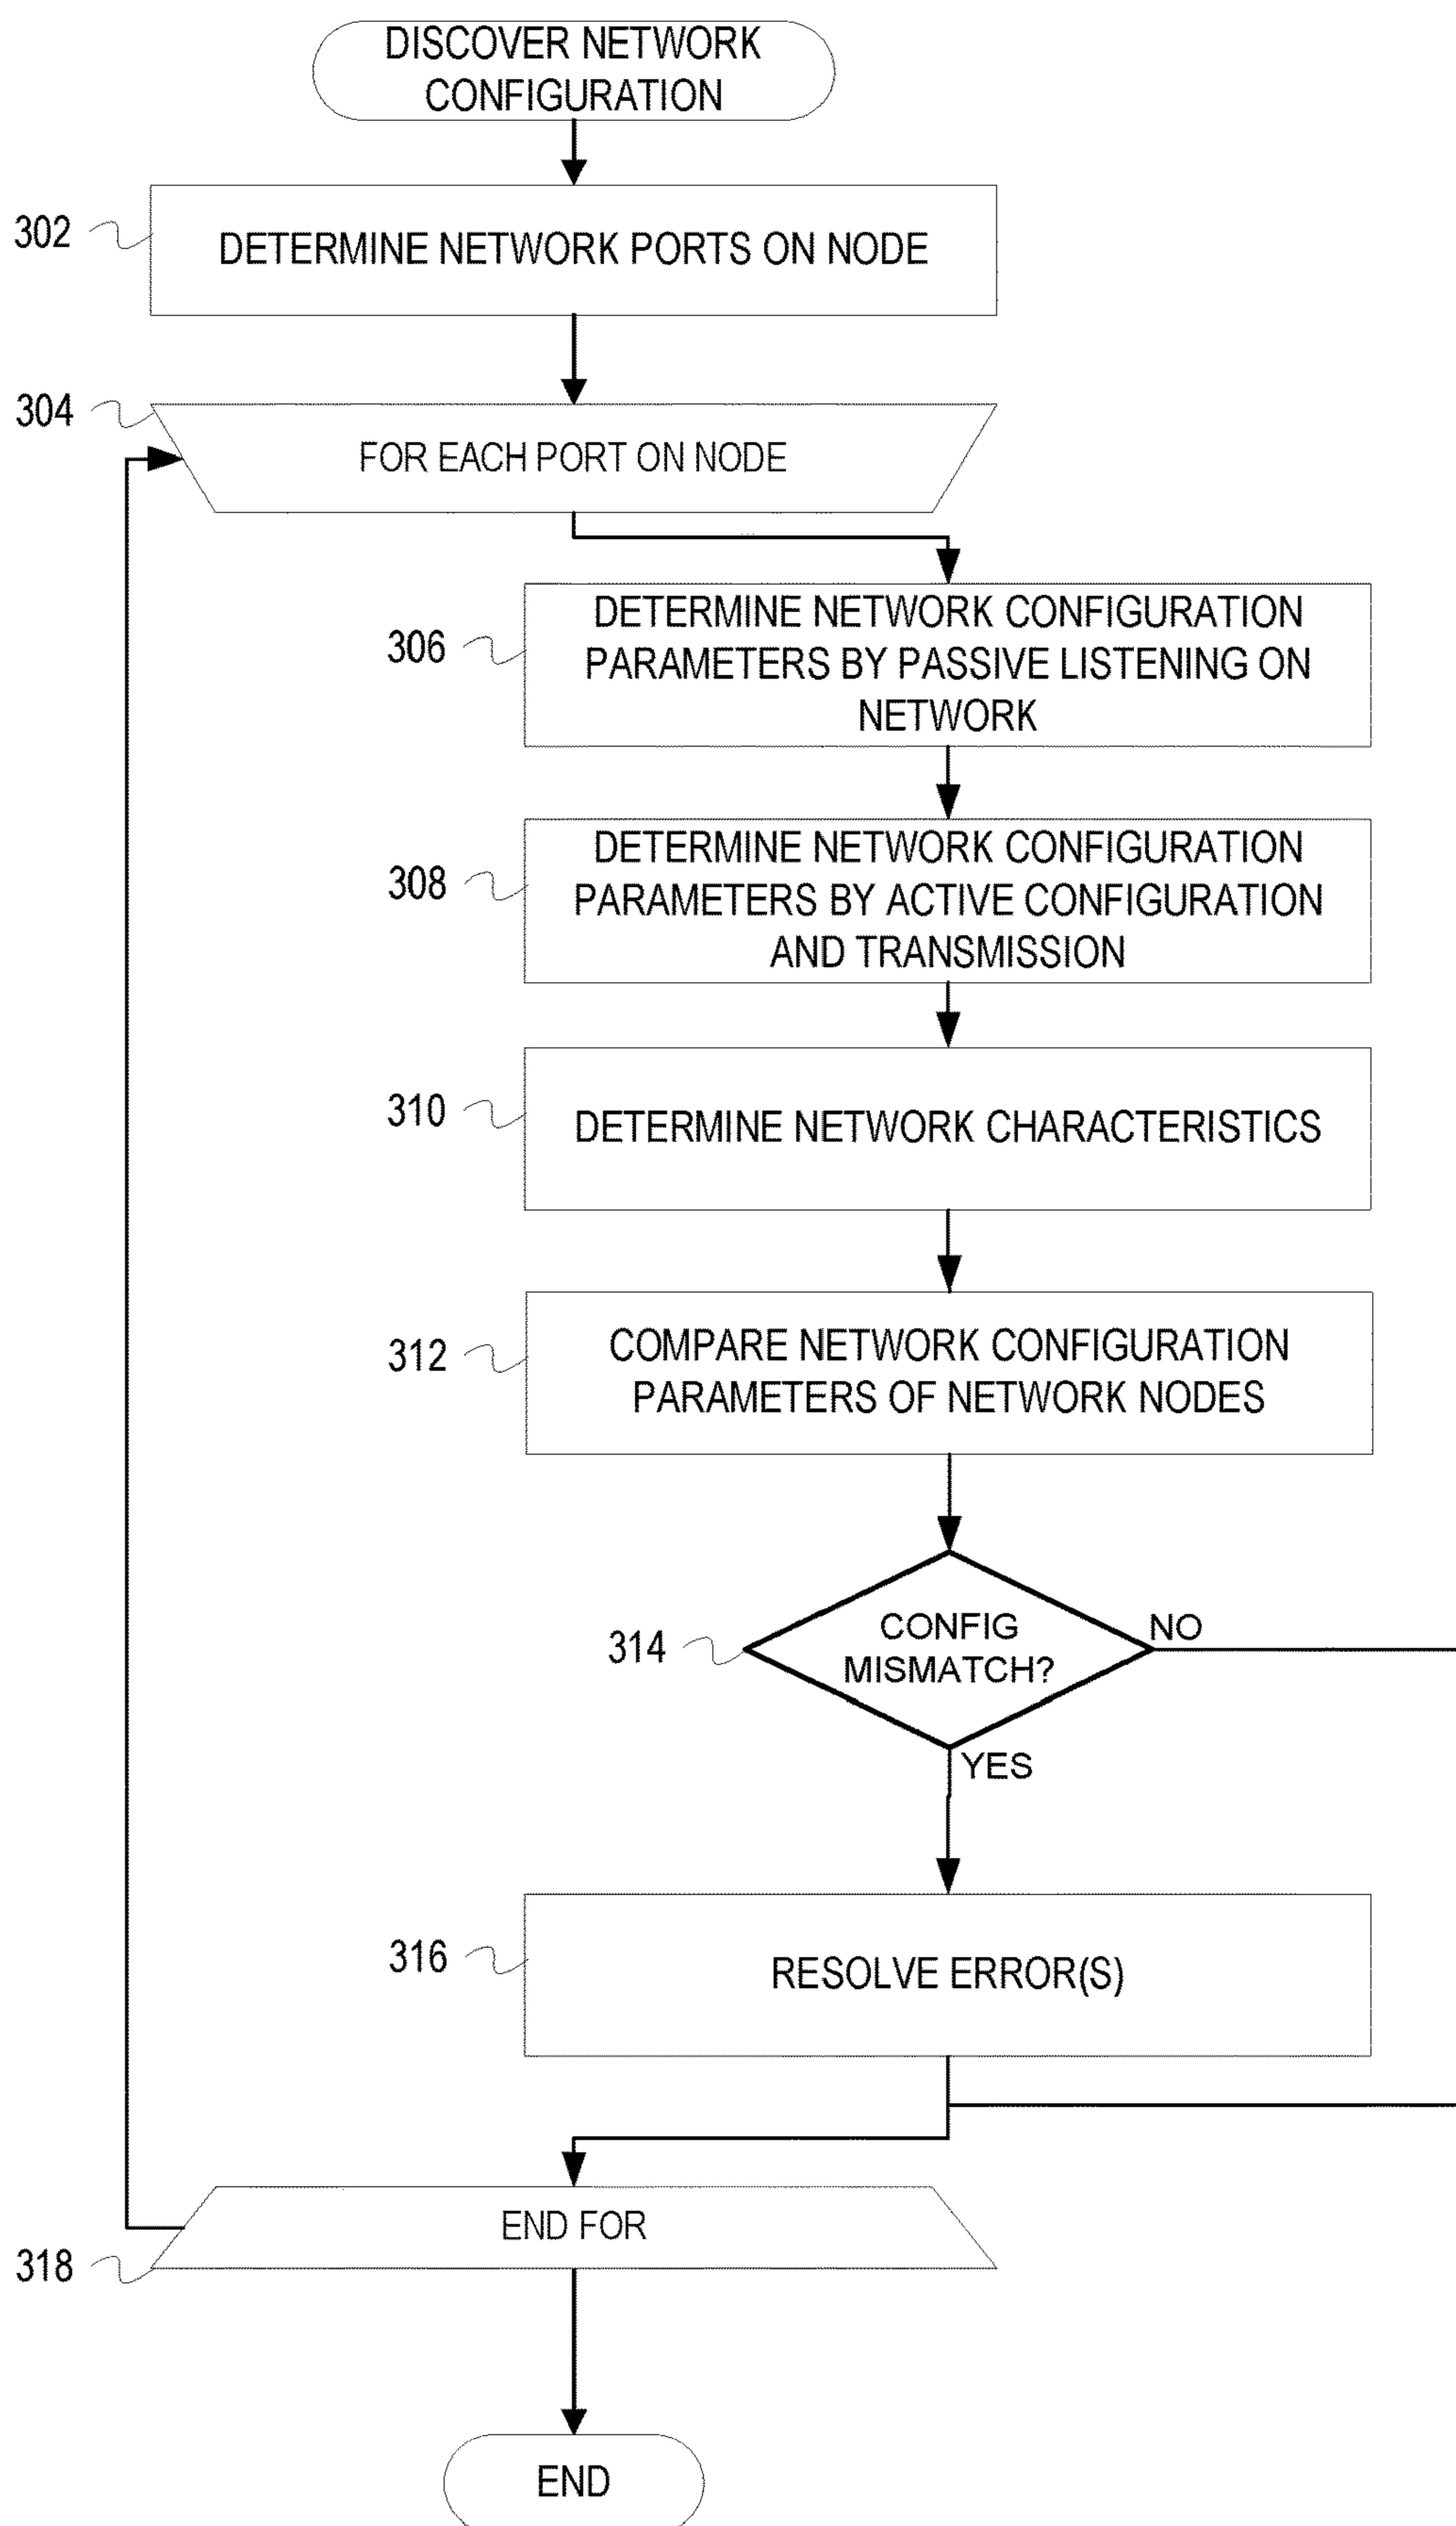 DISCOVER NETWORK
CONFIGURATION
302
DETERMINE NETWORK PORTS ON NODE
304
FOR EACH PORT ON NODE
306
DETERMINE NETWORK CONFIGURATION
PARAMETERS BY PASSIVE LISTENING ON
NETWORK
308
DETERMINE NETWORK CONFIGURATION
PARAMETERS BY ACTIVE CONFIGURATION
AND TRANSMISSION
310
DETERMINE NETWORK CHARACTERISTICS
312
COMPARE NETWORK CONFIGURATION
PARAMETERS OF NETWORK NODES
314
CONFIG
MISMATCH?
NO
YES
316
RESOLVE ERROR(S)
END FOR
318
END